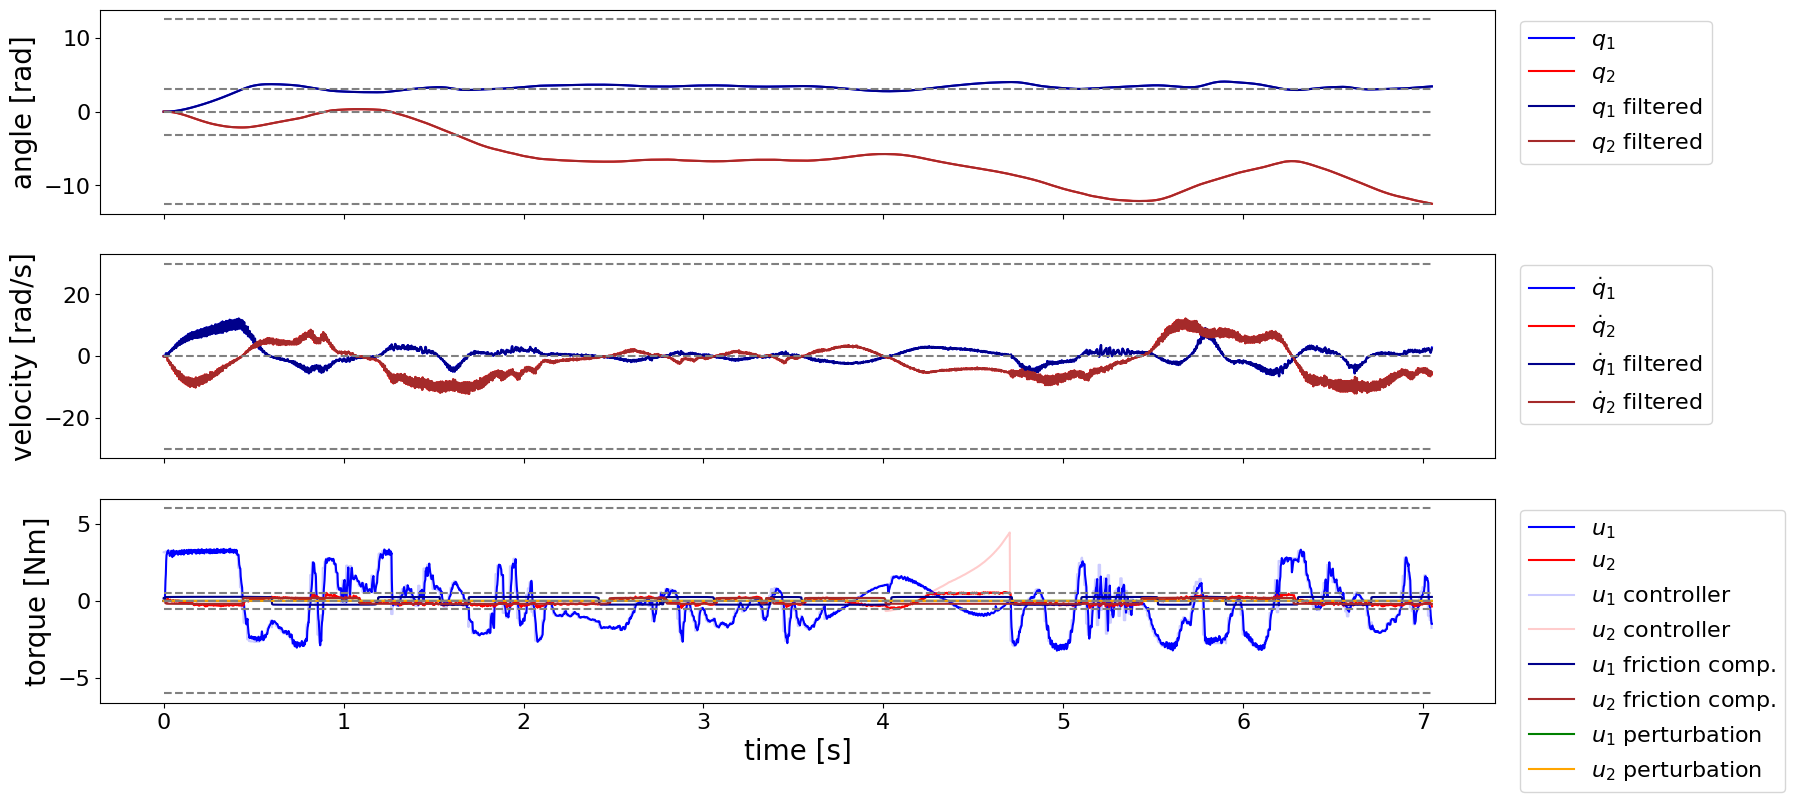 angle [rad]
10
0
−10
q₁
q₂
q₁ filtered
q₂ filtered
velocity [rad/s]
20
0
−20
q̇₁
q̇₂
q̇₁ filtered
q̇₂ filtered
torque [Nm]
5
0
−5
0 1 2 3 4 5 6 7
time [s]
u₁
u₂
u₁ controller
u₂ controller
u₁ friction comp.
u₂ friction comp.
u₁ perturbation
u₂ perturbation